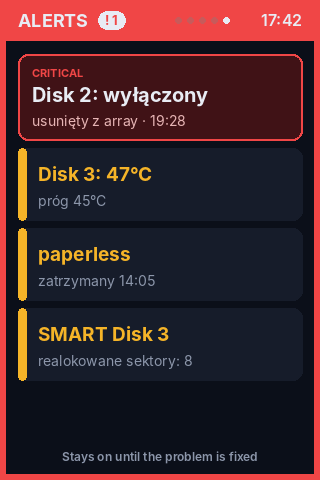 ALERTS !1 17:42
CRITICAL
Disk 2: wyłączony
usunięty z array · 19:28
Disk 3: 47°C
próg 45°C
paperless
zatrzymany 14:05
SMART Disk 3
realokowane sektory: 8
Stays on until the problem is fixed